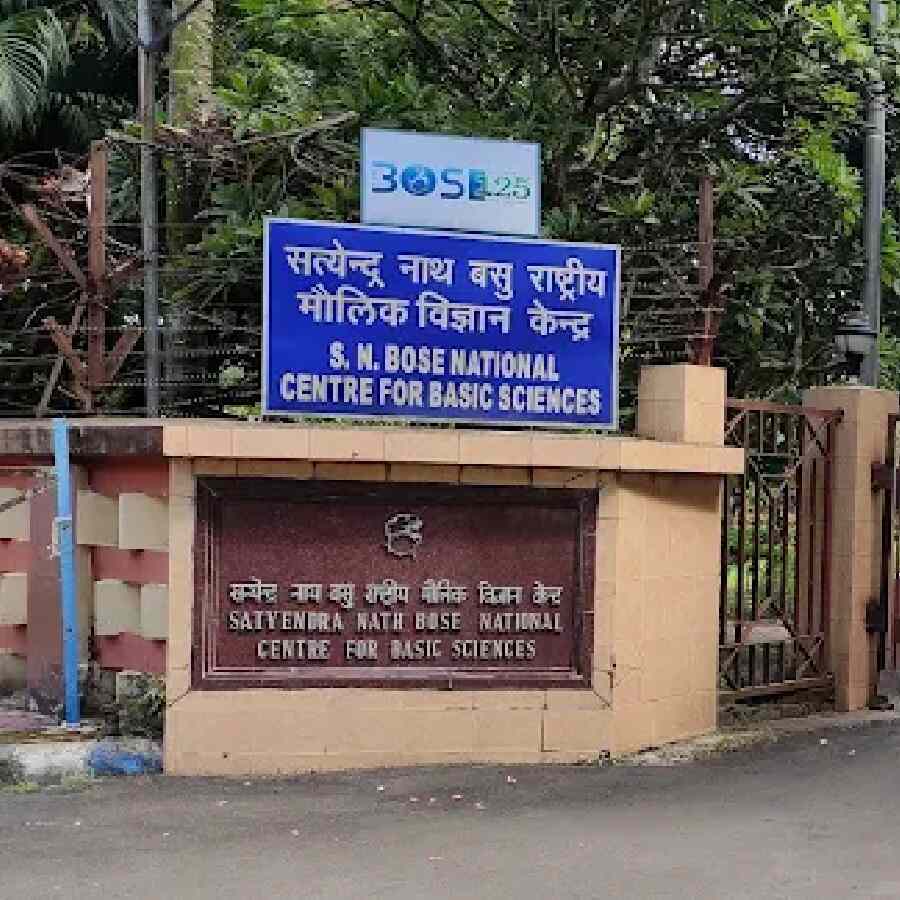 BOSE 125
सत्येन्द्र नाथ बसु राष्ट्रीय
मौलिक विज्ञान केन्द्र
S. N. BOSE NATIONAL
CENTRE FOR BASIC SCIENCES
सत्येन्द्र नाथ बसु राष्ट्रीय मौलिक विज्ञान केन्द्र
SATYENDRA NATH BOSE NATIONAL
CENTRE FOR BASIC SCIENCES